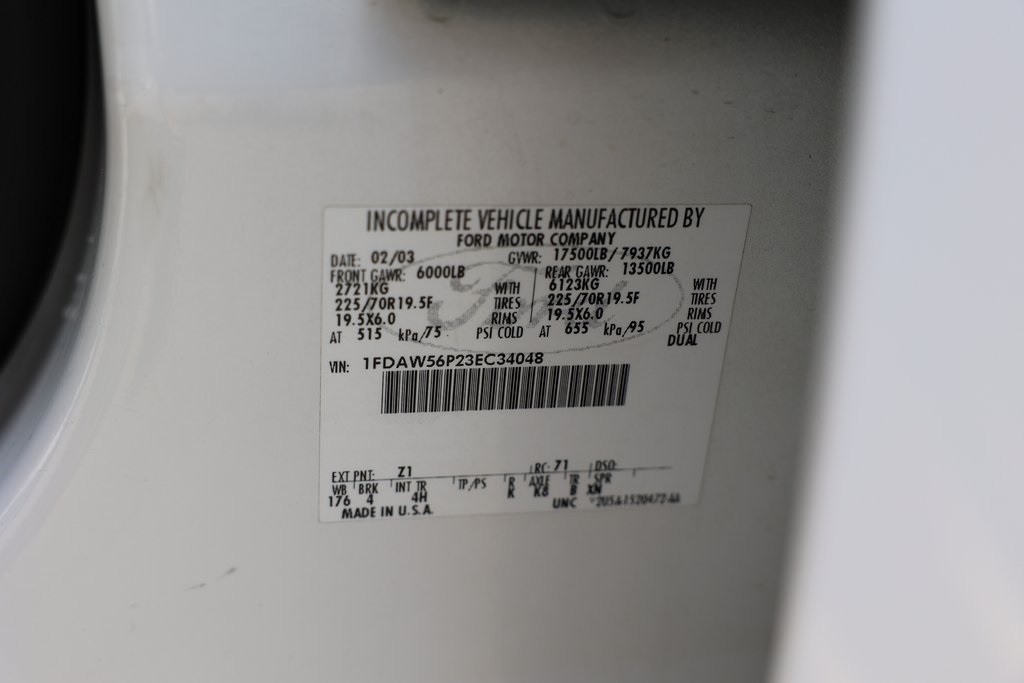 INCOMPLETE VEHICLE MANUFACTURED BY
FORD MOTOR COMPANY
DATE: 02/03 GVWR: 17500LB/ 7937KG
FRONT GAWR: 6000LB REAR GAWR: 13500LB
2721KG WITH 6123KG WITH
225/70R19.5F TIRES 225/70R19.5F TIRES
19.5X6.0 RIMS 19.5X6.0 RIMS
AT 515 kPa/75 PSI COLD AT 655 kPa/95 PSI COLD
DUAL
Ford
VIN: 1FDAW56P23EC34048
EXT PNT: Z1 RC: 71 DSO:
WB BRK INT TR TP/PS R AXLE TR SPR
176 4 4H K K8 B XN
MADE IN U.S.A. UNC